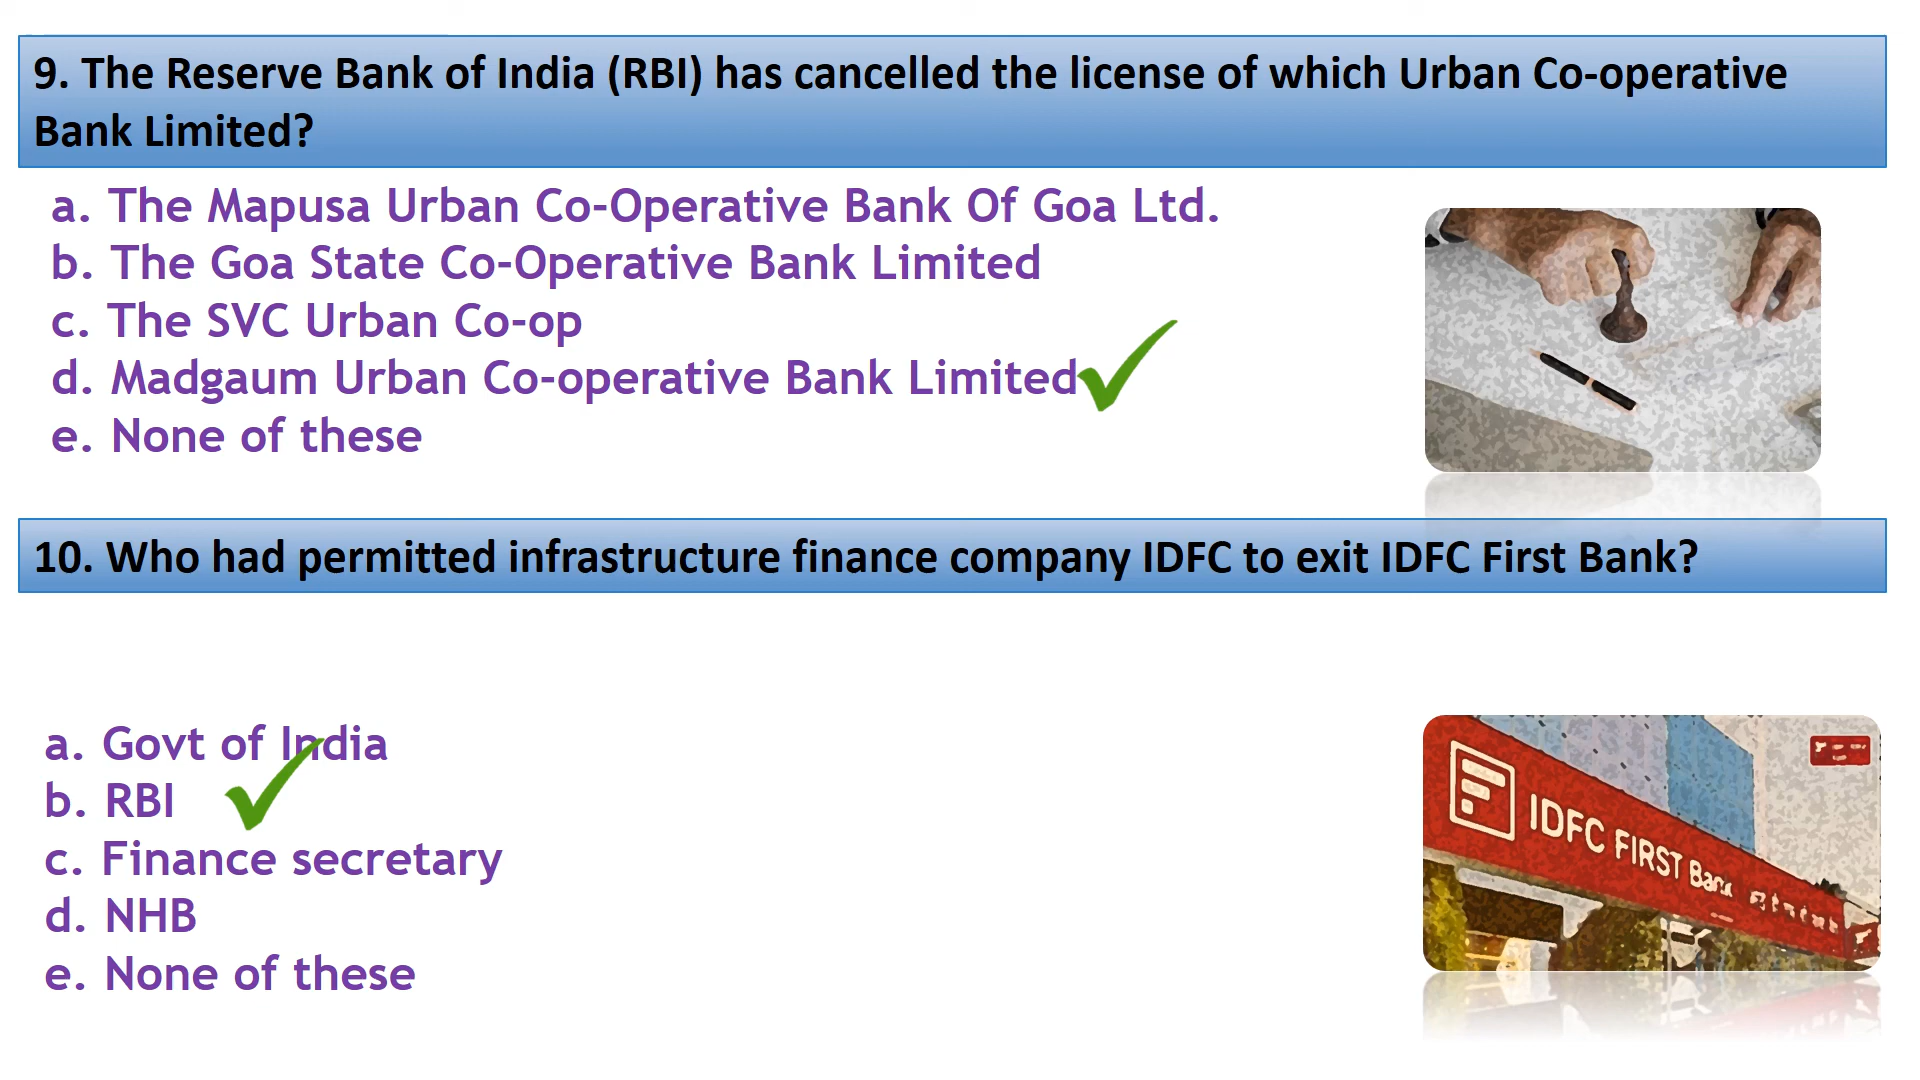 9. The Reserve Bank of India (RBI) has cancelled the license of which Urban Co-operative
Bank Limited?
a. The Mapusa Urban Co-Operative Bank Of Goa Ltd.
b. The Goa State Co-Operative Bank Limited
c. The SVC Urban Co-op
d. Madgaum Urban Co-operative Bank Limited
e. None of these
10. Who had permitted infrastructure finance company IDFC to exit IDFC First Bank?
a. Govt of India
b. RBI
c. Finance secretary
d. NHB
e. None of these
IDFC FIRST Bank